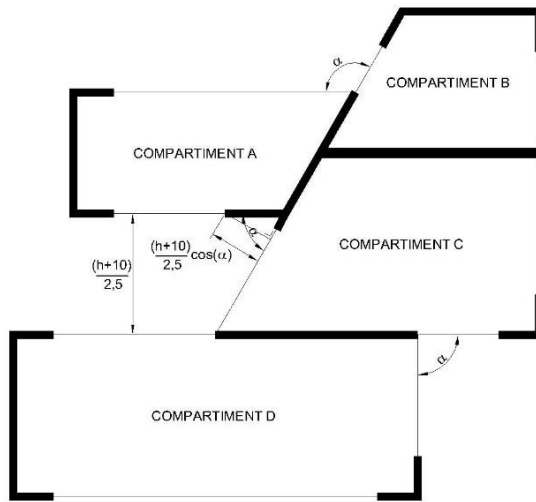 α
COMPARTIMENT B
COMPARTIMENT A
α
(h+10)
2,5
(h+10)
2,5
cos(α)
COMPARTIMENT C
α
COMPARTIMENT D